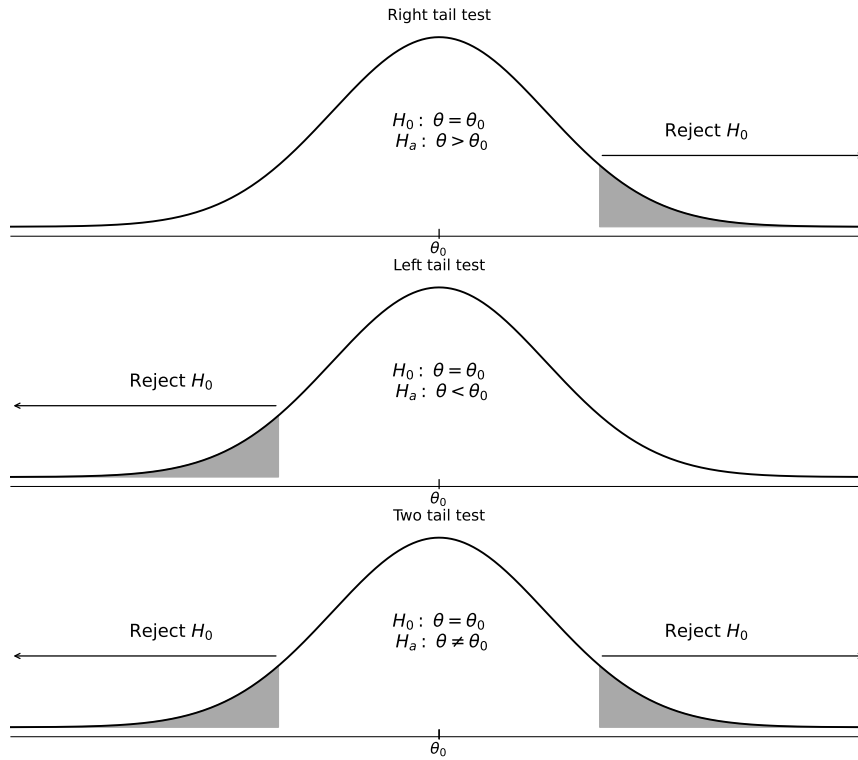 Right tail test
H₀ : θ = θ₀
Hₐ : θ > θ₀
Reject H₀
θ₀
Left tail test
H₀ : θ = θ₀
Hₐ : θ < θ₀
Reject H₀
θ₀
Two tail test
H₀ : θ = θ₀
Hₐ : θ ≠ θ₀
Reject H₀
Reject H₀
θ₀